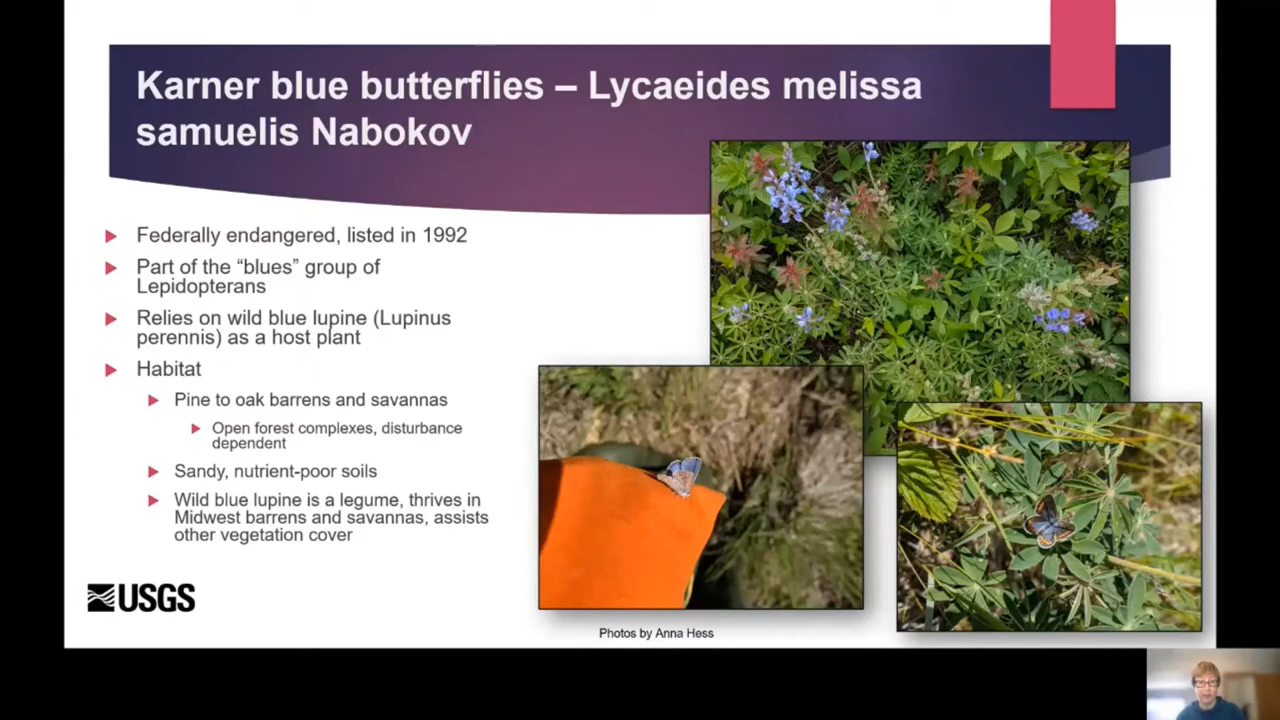 Karner blue butterflies – Lycaeides melissa
samuelis Nabokov
Federally endangered, listed in 1992
Part of the “blues” group of
Lepidopterans
Relies on wild blue lupine (Lupinus
perennis) as a host plant
Habitat
Pine to oak barrens and savannas
Open forest complexes, disturbance
dependent
Sandy, nutrient-poor soils
Wild blue lupine is a legume, thrives in
Midwest barrens and savannas, assists
other vegetation cover
USGS
Photos by Anna Hess